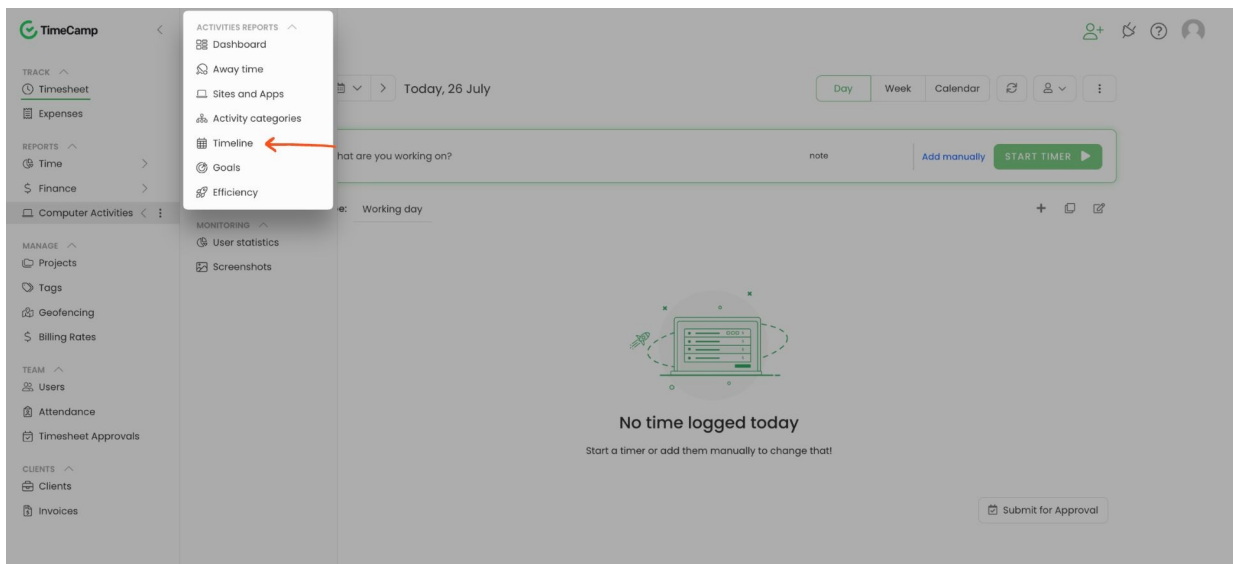 TimeCamp
TRACK
Timesheet
Expenses
REPORTS
Time
$ Finance
Computer Activities
MANAGE
Projects
Tags
Geofencing
$ Billing Rates
TEAM
Users
Attendance
Timesheet Approvals
CLIENTS
Clients
Invoices
ACTIVITIES REPORTS
Dashboard
Away time
Sites and Apps
Activity categories
Timeline
Goals
Efficiency
MONITORING
User statistics
Screenshots
Today, 26 July
Day Week Calendar
hat are you working on? note Add manually START TIMER
e: Working day
No time logged today
Start a timer or add them manually to change that!
Submit for Approval